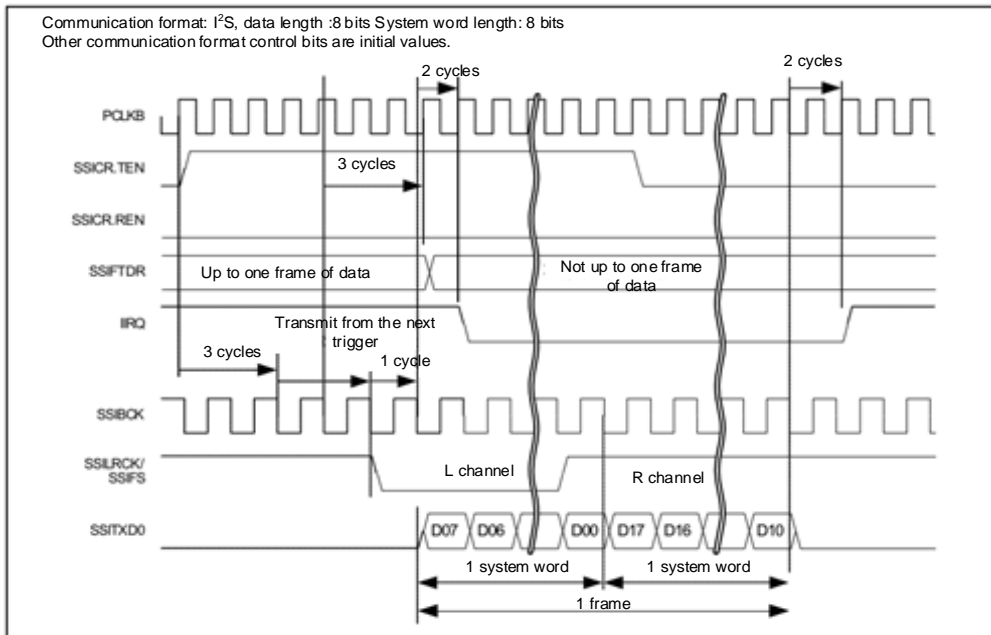 Communication format: I²S, data length :8 bits System word length: 8 bits
Other communication format control bits are initial values.
2 cycles
2 cycles
PCLKB
SSICR.TEN
3 cycles
SSICR.REN
SSIFTDR
Up to one frame of data
Not up to one frame
of data
IIRQ
Transmit from the next
trigger
3 cycles
1 cycle
SSIBCK
SSILRCK/
SSIFS
L channel
R channel
SSITXD0
D07
D06
D00
D17
D16
D10
1 system word
1 system word
1 frame